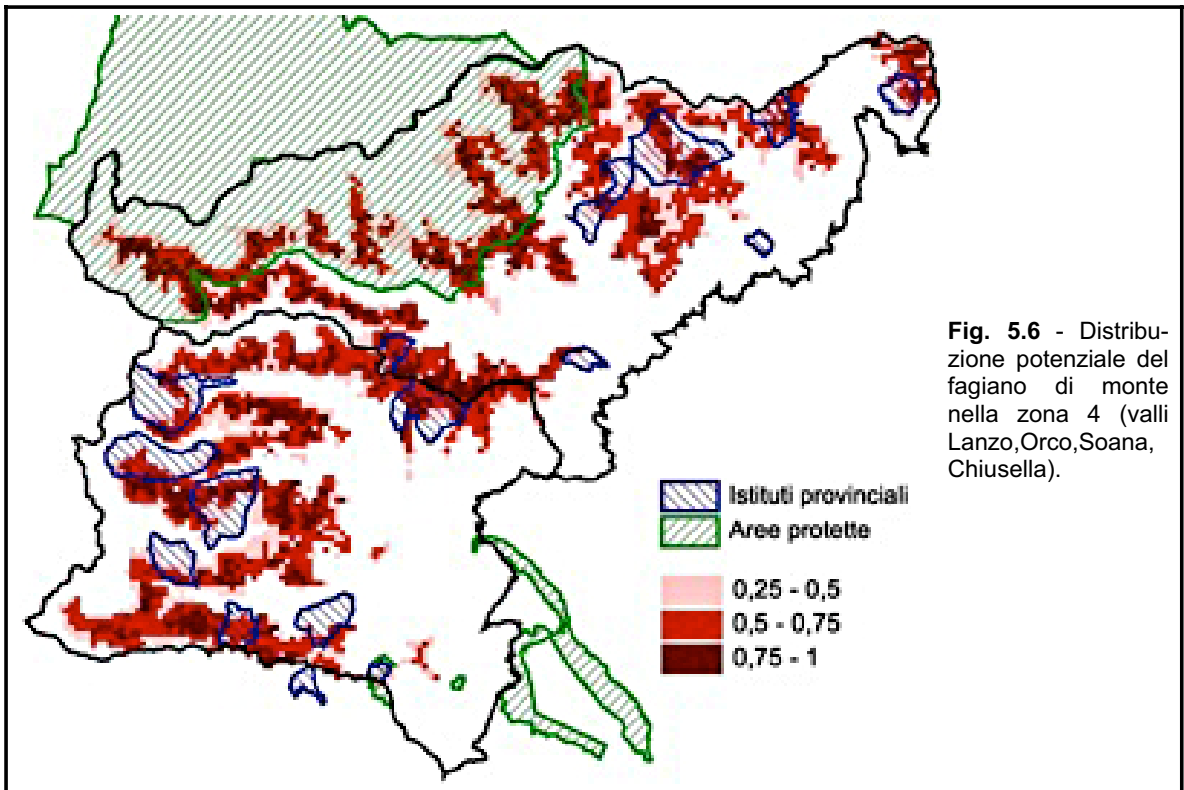 Fig. 5.6 - Distribu-
zione potenziale del
fagiano di monte
nella zona 4 (valli
Lanzo,Orco,Soana,
Chiusella).
Istituti provinciali
Aree protette
0,25 - 0,5
0,5 - 0,75
0,75 - 1